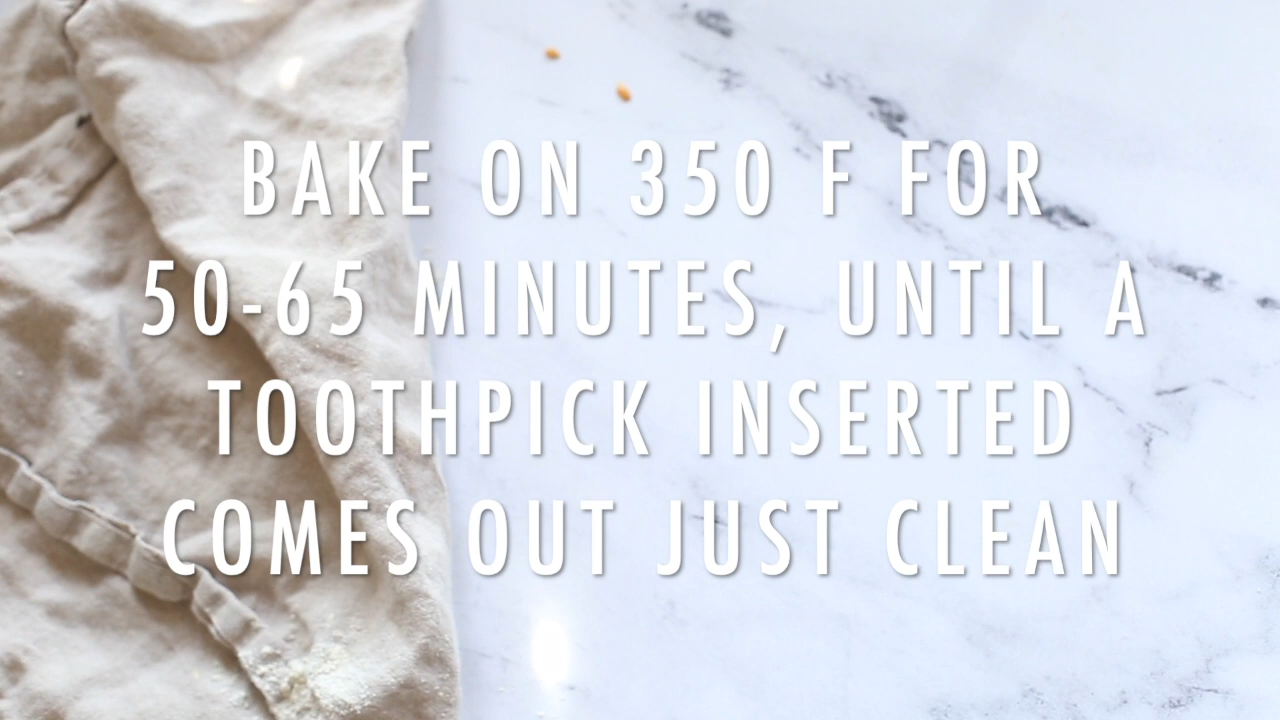 BAKE ON 350 F FOR
50-65 MINUTES, UNTIL A
TOOTHPICK INSERTED
COMES OUT JUST CLEAN